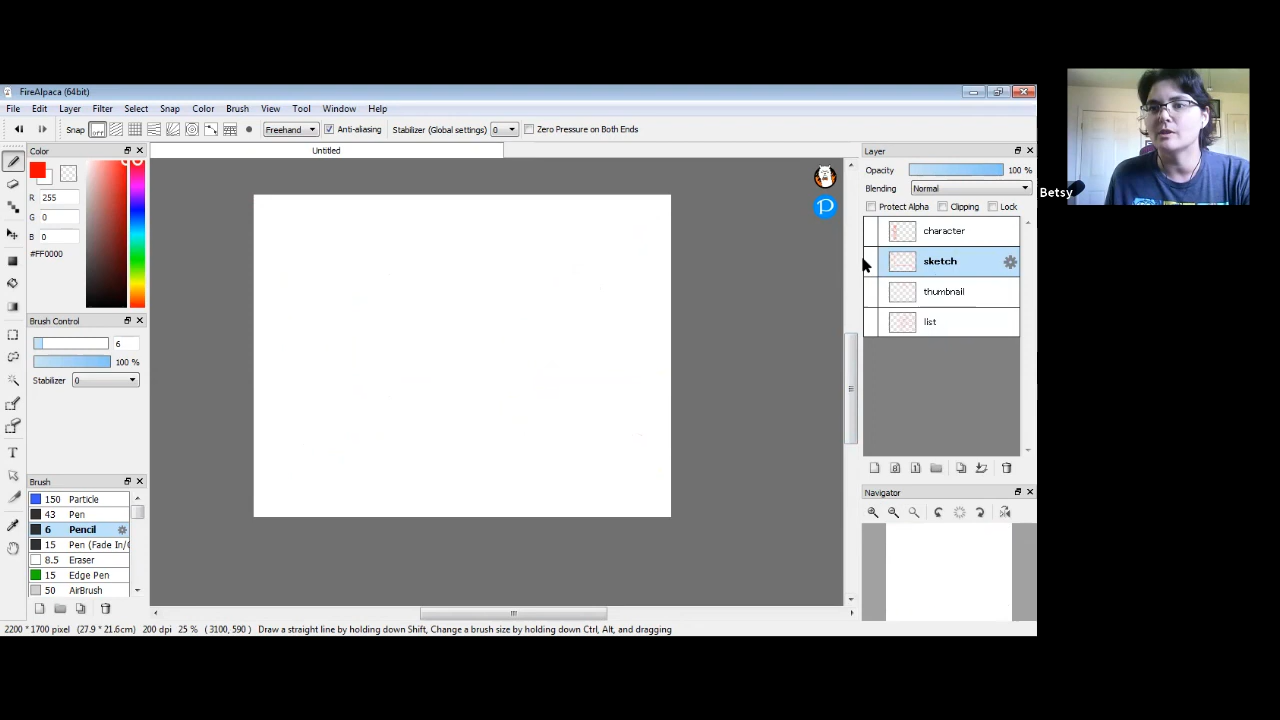 FireAlpaca (64bit)
File Edit Layer Filter Select Snap Color Brush View Tool Window Help
Snap OFF Freehand Anti-aliasing Stabilizer (Global settings) 0 Zero Pressure on Both Ends
Color
R 255
G 0
B 0
#FF0000
Brush Control
6
100 %
Stabilizer 0
Brush
150 Particle
43 Pen
6 Pencil
15 Pen (Fade In/
8.5 Eraser
15 Edge Pen
50 AirBrush
Untitled
P
Layer
Opacity 100 %
Blending Normal
Protect Alpha Clipping Lock
character
sketch
thumbnail
list
8 1
Navigator
2200 * 1700 pixel (27.9 * 21.6cm) 200 dpi 25 % ( 3100, 590 ) Draw a straight line by holding down Shift, Change a brush size by holding down Ctrl, Alt, and dragging
Betsy